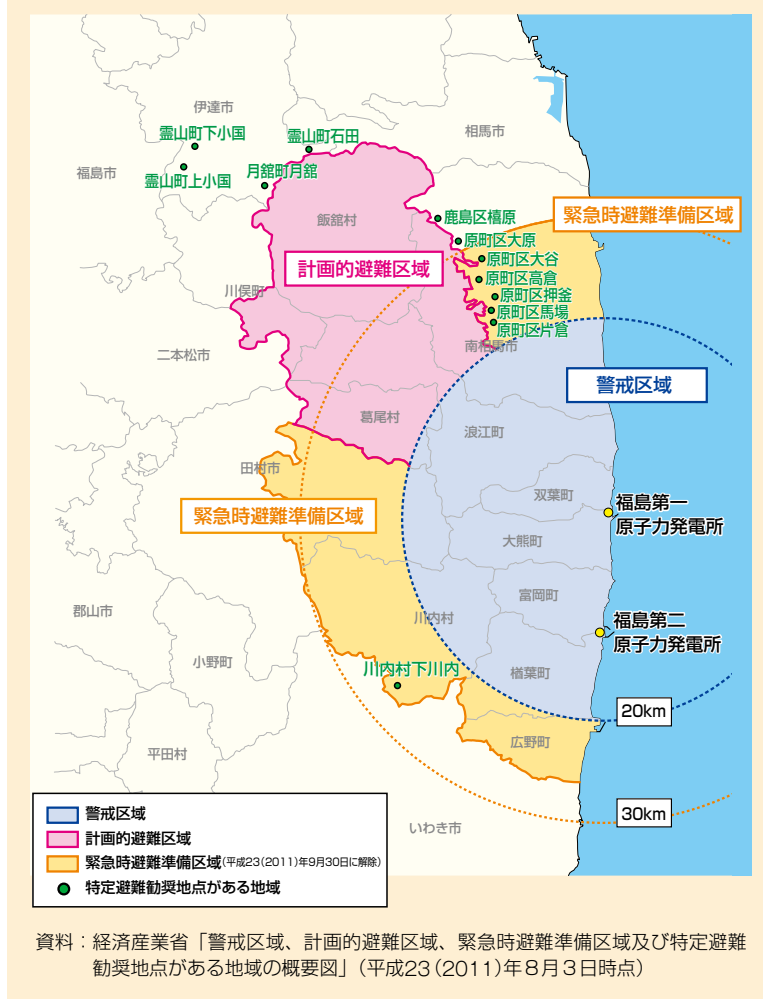 伊達市
霊山町下小国
霊山町石田
相馬市
福島市
霊山町上小国
月舘町月舘
飯舘村
鹿島区橲原
緊急時避難準備区域
原町区大原
計画的避難区域
原町区大谷
原町区高倉
川俣町
原町区押釜
原町区馬場
原町区片倉
南相馬市
二本松市
警戒区域
葛尾村
浪江町
田村市
双葉町
福島第一
原子力発電所
緊急時避難準備区域
大熊町
富岡町
郡山市
川内村
福島第二
原子力発電所
小野町
川内村下川内
楢葉町
20km
平田村
広野町
30km
いわき市
警戒区域
計画的避難区域
緊急時避難準備区域(平成23(2011)年9月30日に解除)
特定避難勧奨地点がある地域
資料:経済産業省「警戒区域、計画的避難区域、緊急時避難準備区域及び特定避難
勧奨地点がある地域の概要図」(平成23(2011)年8月3日時点)